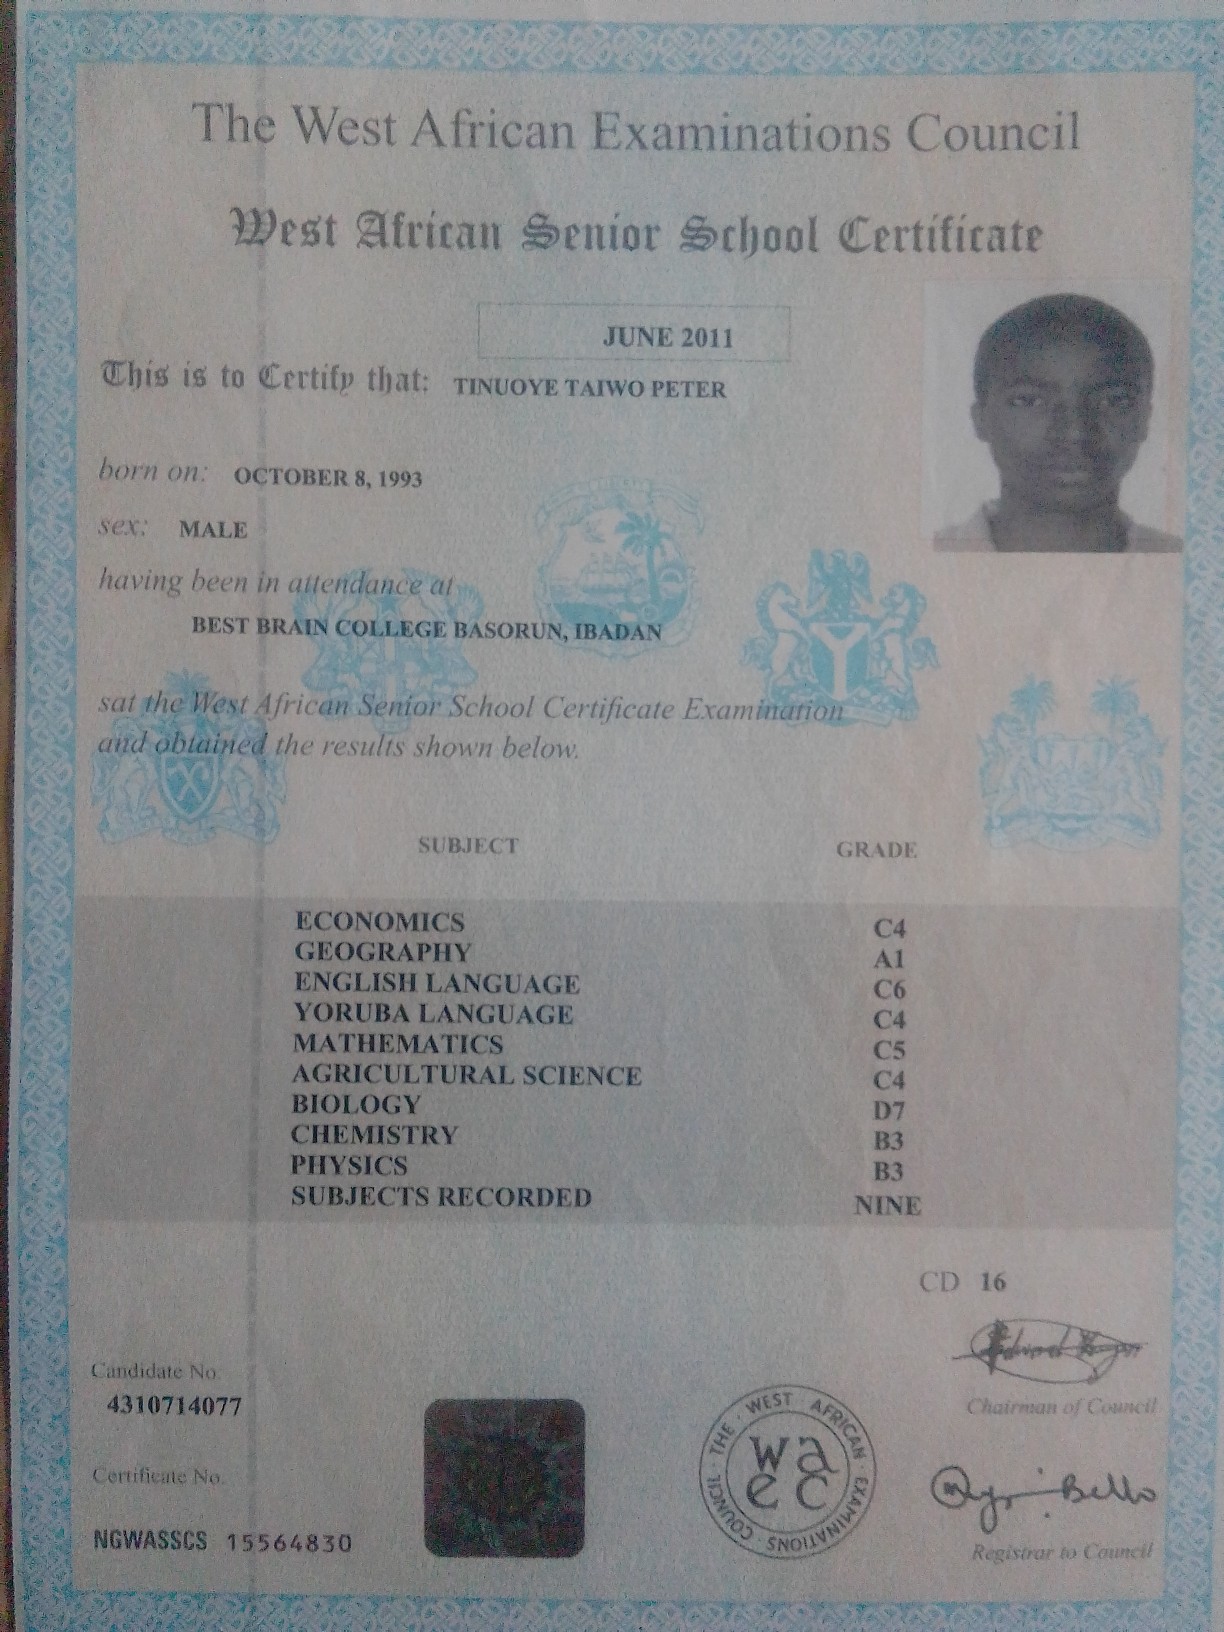 The West African Examinations Council
West African Senior School Certificate
JUNE 2011
This is to Certify that: TINUOYE TAIWO PETER
born on: OCTOBER 8, 1993
sex: MALE
having been in attendance at
BEST BRAIN COLLEGE BASORUN, IBADAN
sat the West African Senior School Certificate Examination
and obtained the results shown below.
SUBJECT GRADE
ECONOMICS C4
GEOGRAPHY A1
ENGLISH LANGUAGE C6
YORUBA LANGUAGE C4
MATHEMATICS C5
AGRICULTURAL SCIENCE C4
BIOLOGY D7
CHEMISTRY B3
PHYSICS B3
SUBJECTS RECORDED NINE
CD 16
Chairman of Council
Candidate No.
4310714077
Certificate No.
NGWASSCS 15564830
THE · WEST AFRICAN · EXAMINATIONS · COUNCIL ·
wa
ec
Bello
Registrar to Council